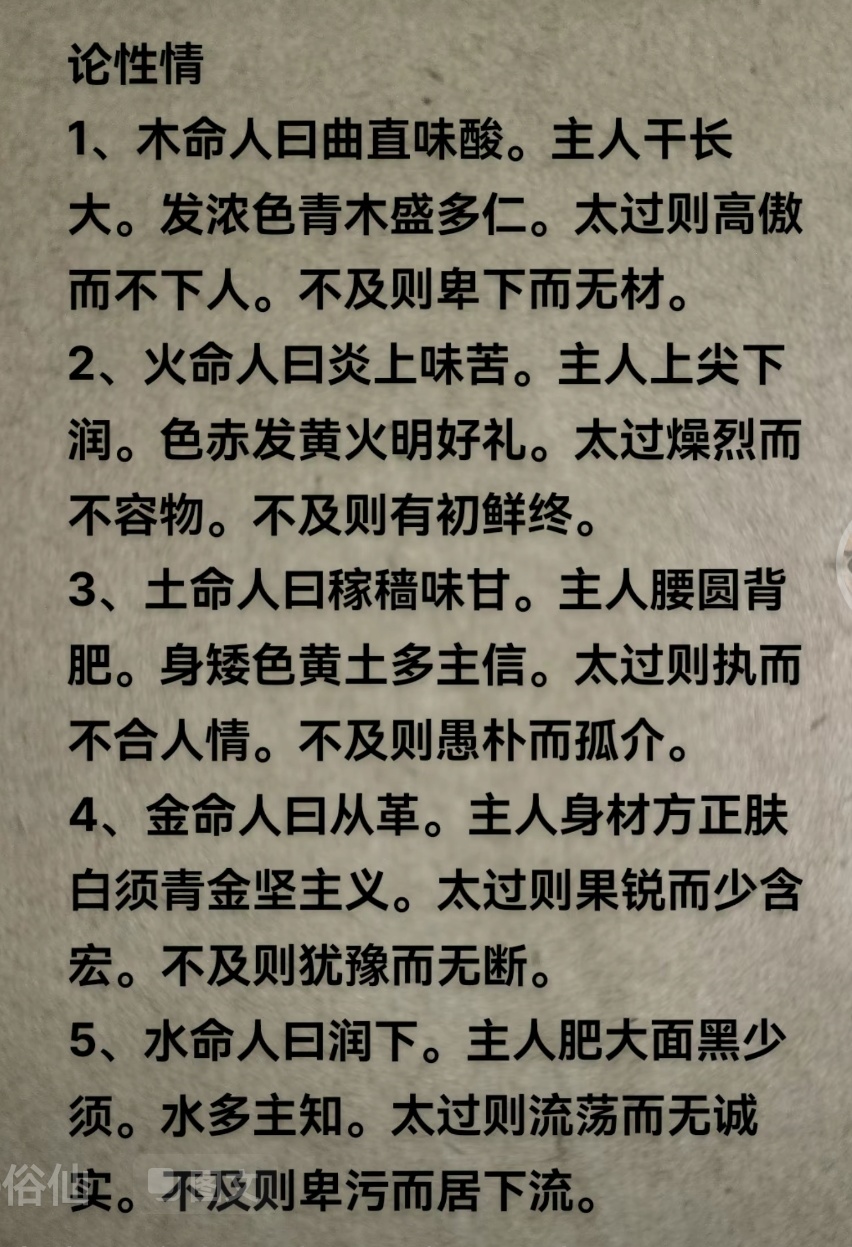 论性情
1、木命人曰曲直味酸。主人干长
大。发浓色青木盛多仁。太过则高傲
而不下人。不及则卑下而无材。
2、火命人曰炎上味苦。主人上尖下
润。色赤发黄火明好礼。太过燥烈而
不容物。不及则有初鲜终。
3、土命人曰稼穑味甘。主人腰圆背
肥。身矮色黄土多主信。太过则执而
不合人情。不及则愚朴而孤介。
4、金命人曰从革。主人身材方正肤
白须青金坚主义。太过则果锐而少含
宏。不及则犹豫而无断。
5、水命人曰润下。主人肥大面黑少
须。水多主知。太过则流荡而无诚
实。不及则卑污而居下流。
俗仙